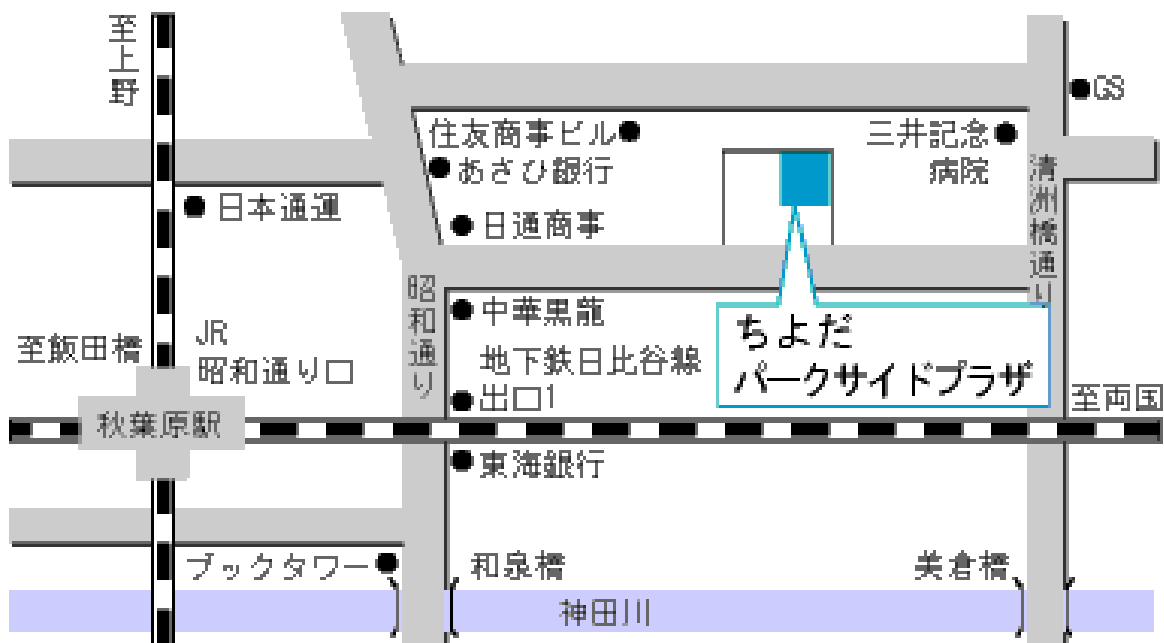 至上野
GS
住友商事ビル
三井記念
病院
あさひ銀行
清洲橋通り
日本通運
日通商事
昭和通り
中華黒龍
ちよだ
パークサイドプラザ
JR
昭和通り口
至飯田橋
地下鉄日比谷線
出口1
至両国
秋葉原駅
東海銀行
ブックタワー
和泉橋
美倉橋
神田川